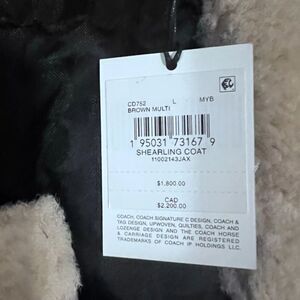 CD752 L MYB
BROWN MULTI
1 95031 73167 9
SHEARLING COAT
11002143JAX
$1,800.00
CAD
$2,200.00
COACH, COACH SIGNATURE C DESIGN, COACH &
TAG DESIGN, UPWOVEN, QUILTIES, COACH AND
LOZENGE DESIGN AND THE COACH HORSE
& CARRIAGE DESIGN ARE REGISTERED
TRADEMARKS OF COACH IP HOLDINGS LLC.